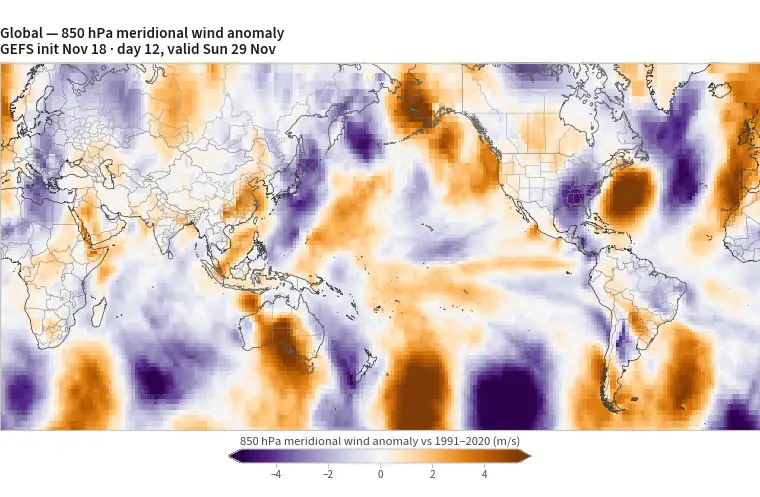 Global — 850 hPa meridional wind anomaly
GEFS init Nov 18 · day 12, valid Sun 29 Nov
850 hPa meridional wind anomaly vs 1991–2020 (m/s)
−4 −2 0 2 4